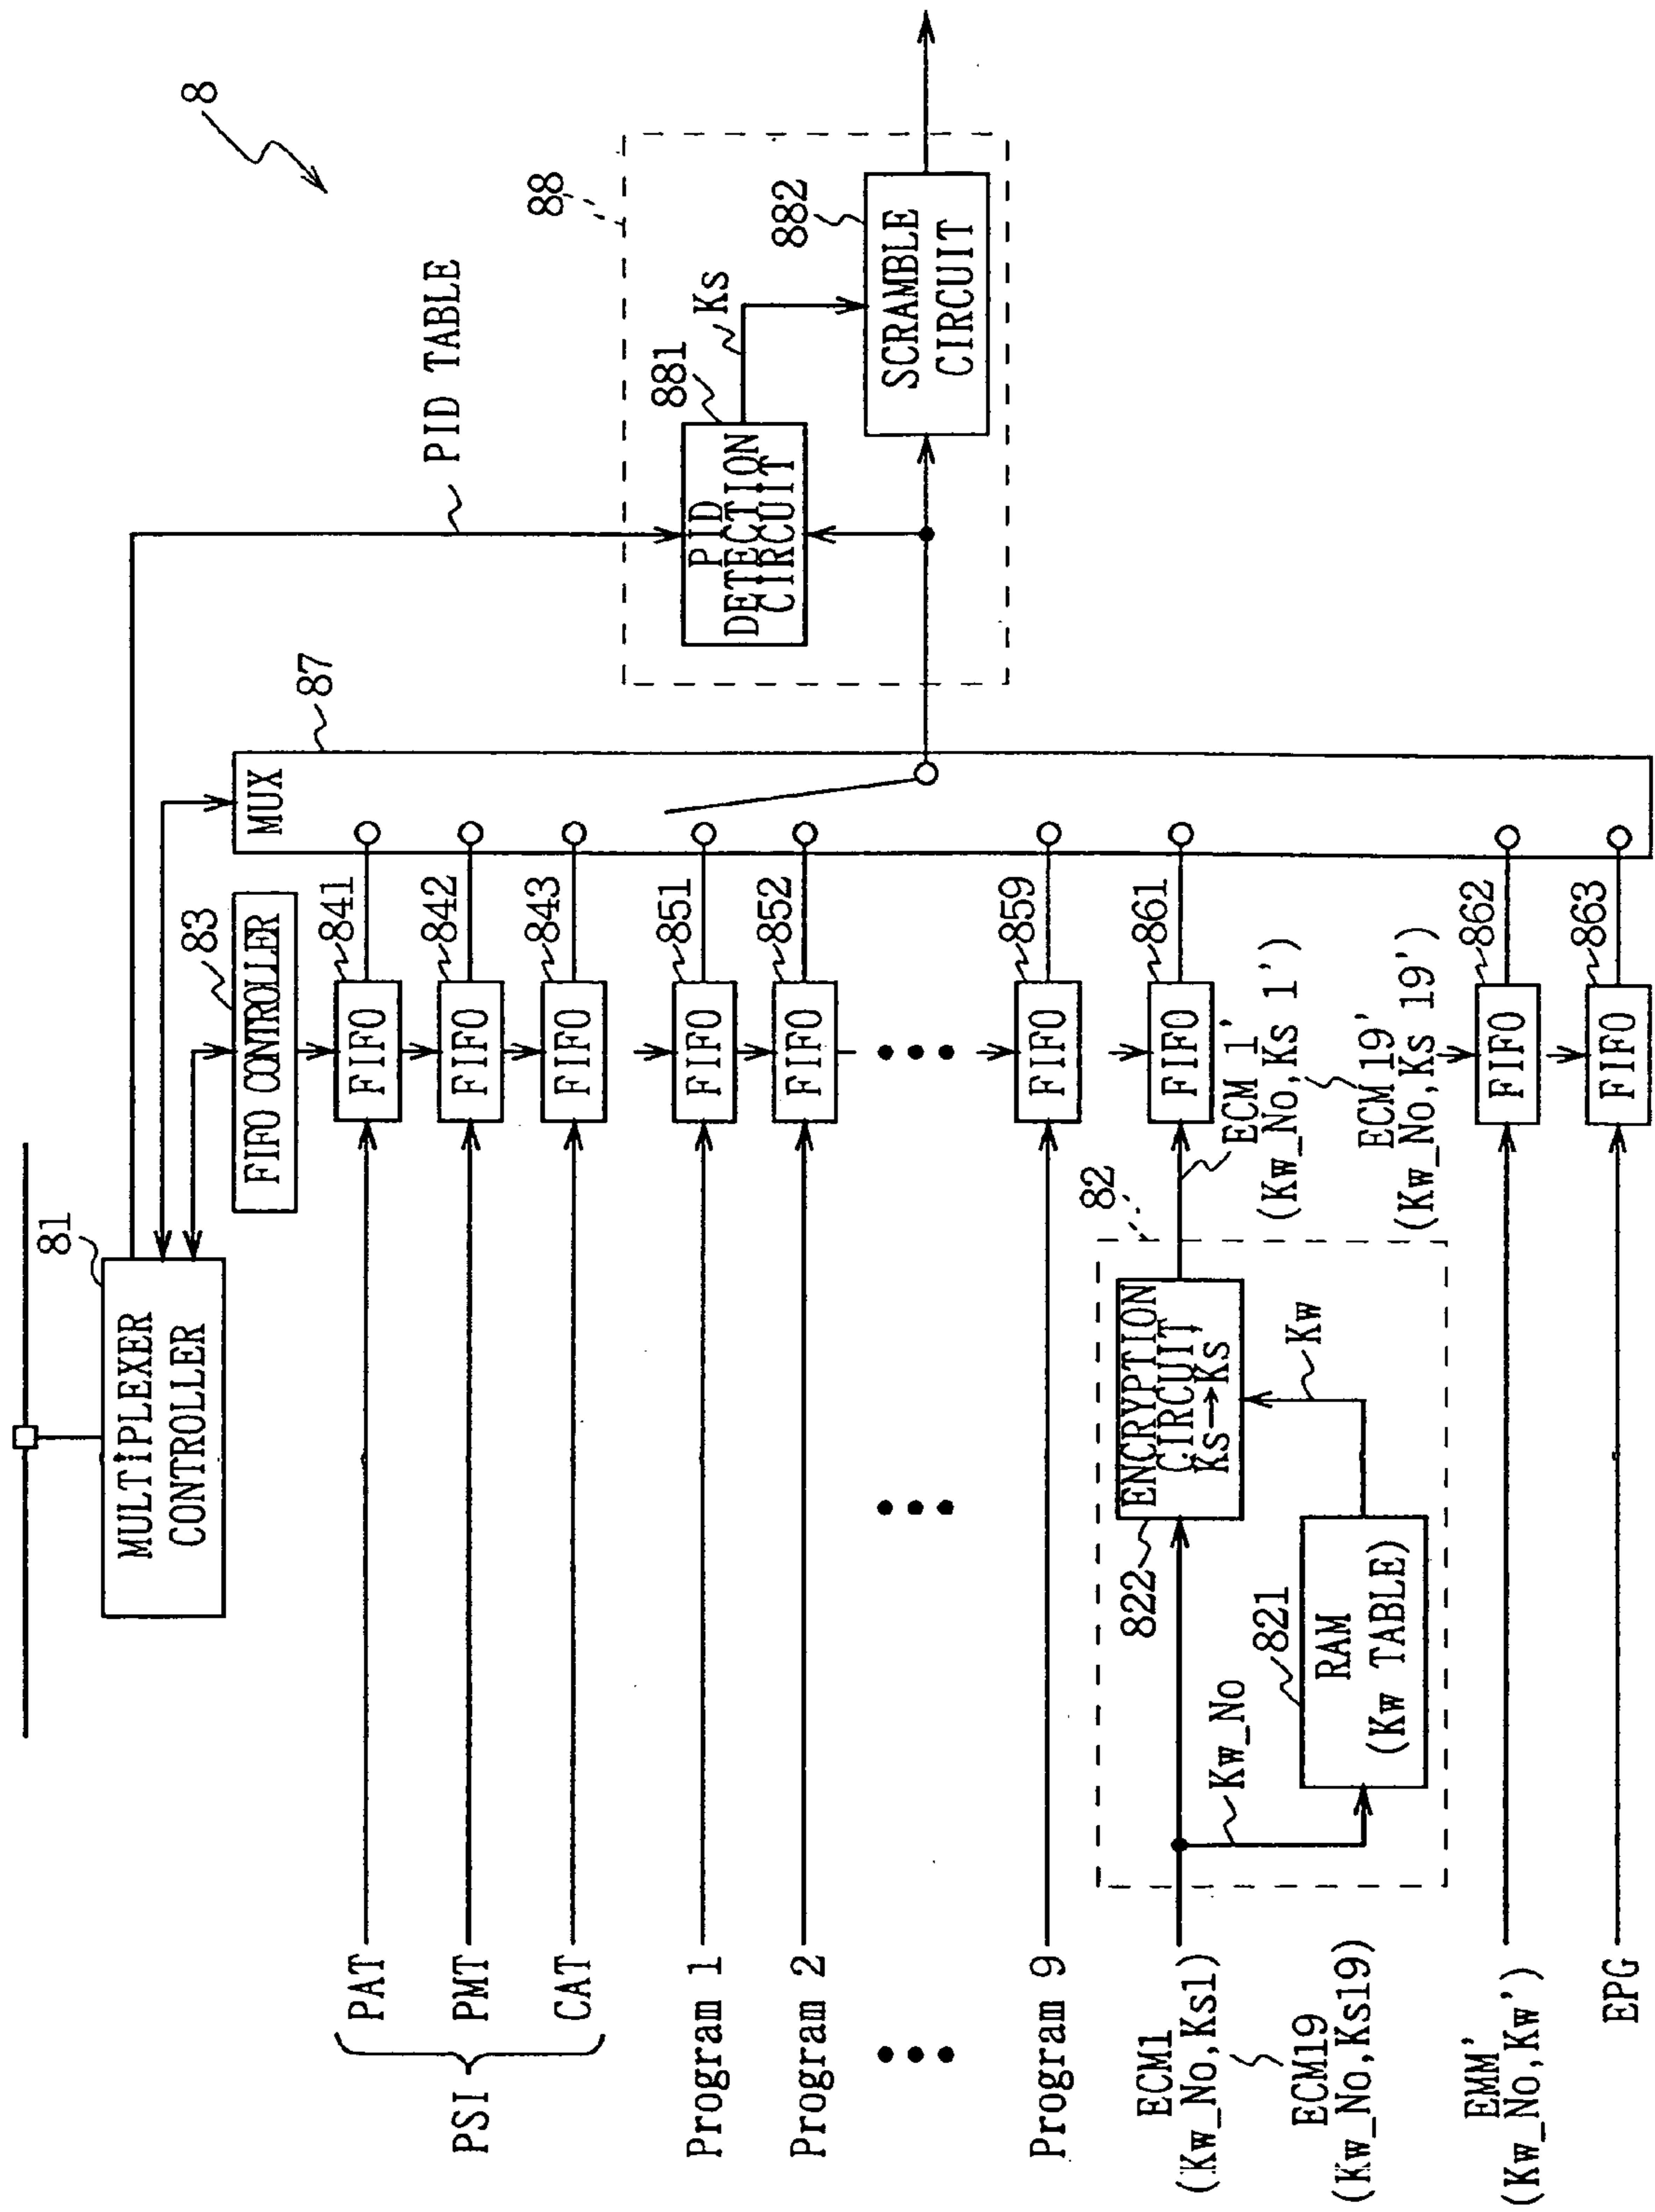 8
81
MULTiPLEXER
CONTROLLER
PID TABLE
83
FIFO CONTROLLER
87
MUX
88
881
PID
DETECTION
CIRCUIT
Ks
882
SCRAMBLE
CIRCUIT
PSI
PAT
FIFO
841
PMT
FIFO
842
CAT
FIFO
843
Program 1
FIFO
851
Program 2
FIFO
852
Program 9
FIFO
859
82
ECM1
(Kw_No,Ks1)
ECM19
(Kw_No,Ks19)
822
ENCRYPTION
CIRCUIT
Ks→Ks'
Kw_No
821
RAM
(Kw TABLE)
Kw
ECM 1'
(Kw_No,Ks 1')
ECM 19'
(Kw_No,Ks 19')
FIFO
861
EMM'
(Kw_No,Kw')
FIFO
862
EPG
FIFO
863